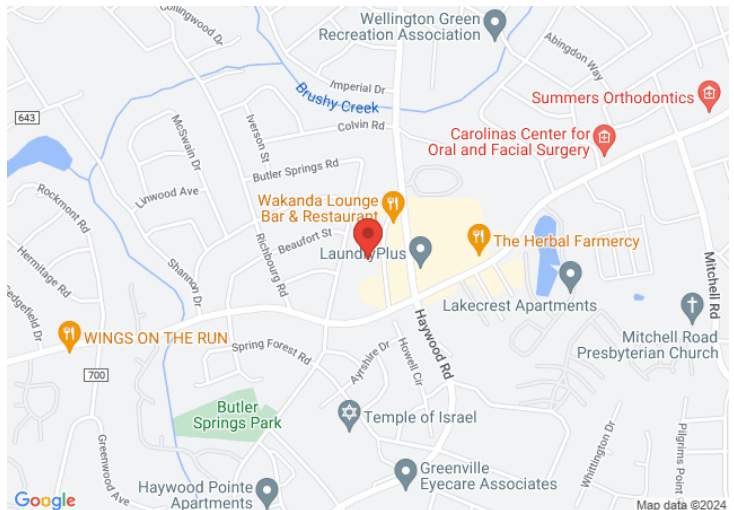 Wellington Green
Recreation Association
Collingwood Dr
Abingdon Way
Imperial Dr
Brushy Creek
Summers Orthodontics
643
McSwain Dr
Iverson St
Colvin Rd
Carolinas Center for
Oral and Facial Surgery
Butler Springs Rd
Linwood Ave
Rockmont Rd
Wakanda Lounge
Bar & Restaurant
Beaufort St
The Herbal Farmercy
LaundryPlus
Hermitage Rd
Shannon Dr
Richbourg Rd
Mitchell Rd
Lakecrest Apartments
Sedgefield Dr
WINGS ON THE RUN
Haywood Rd
Mitchell Road
Presbyterian Church
Spring Forest Rd
Ayrshire Dr
Howell Cir
700
Butler
Springs Park
Temple of Israel
Whittington Dr
Pilgrims Point
Greenwood Ave
Greenville
Eyecare Associates
Haywood Pointe
Apartments
Google
Map data ©2024